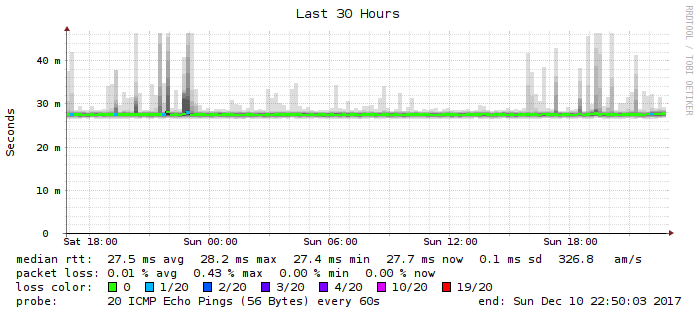 Last 30 Hours
RRDTOOL / TOBI OETIKER
Seconds
40 m
30 m
20 m
10 m
0
Sat 18:00 Sun 00:00 Sun 06:00 Sun 12:00 Sun 18:00
median rtt: 27.5 ms avg 28.2 ms max 27.4 ms min 27.7 ms now 0.1 ms sd 326.8 am/s
packet loss: 0.01 % avg 0.43 % max 0.00 % min 0.00 % now
loss color: 0 1/20 2/20 3/20 4/20 10/20 19/20
probe: 20 ICMP Echo Pings (56 Bytes) every 60s end: Sun Dec 10 22:50:03 2017